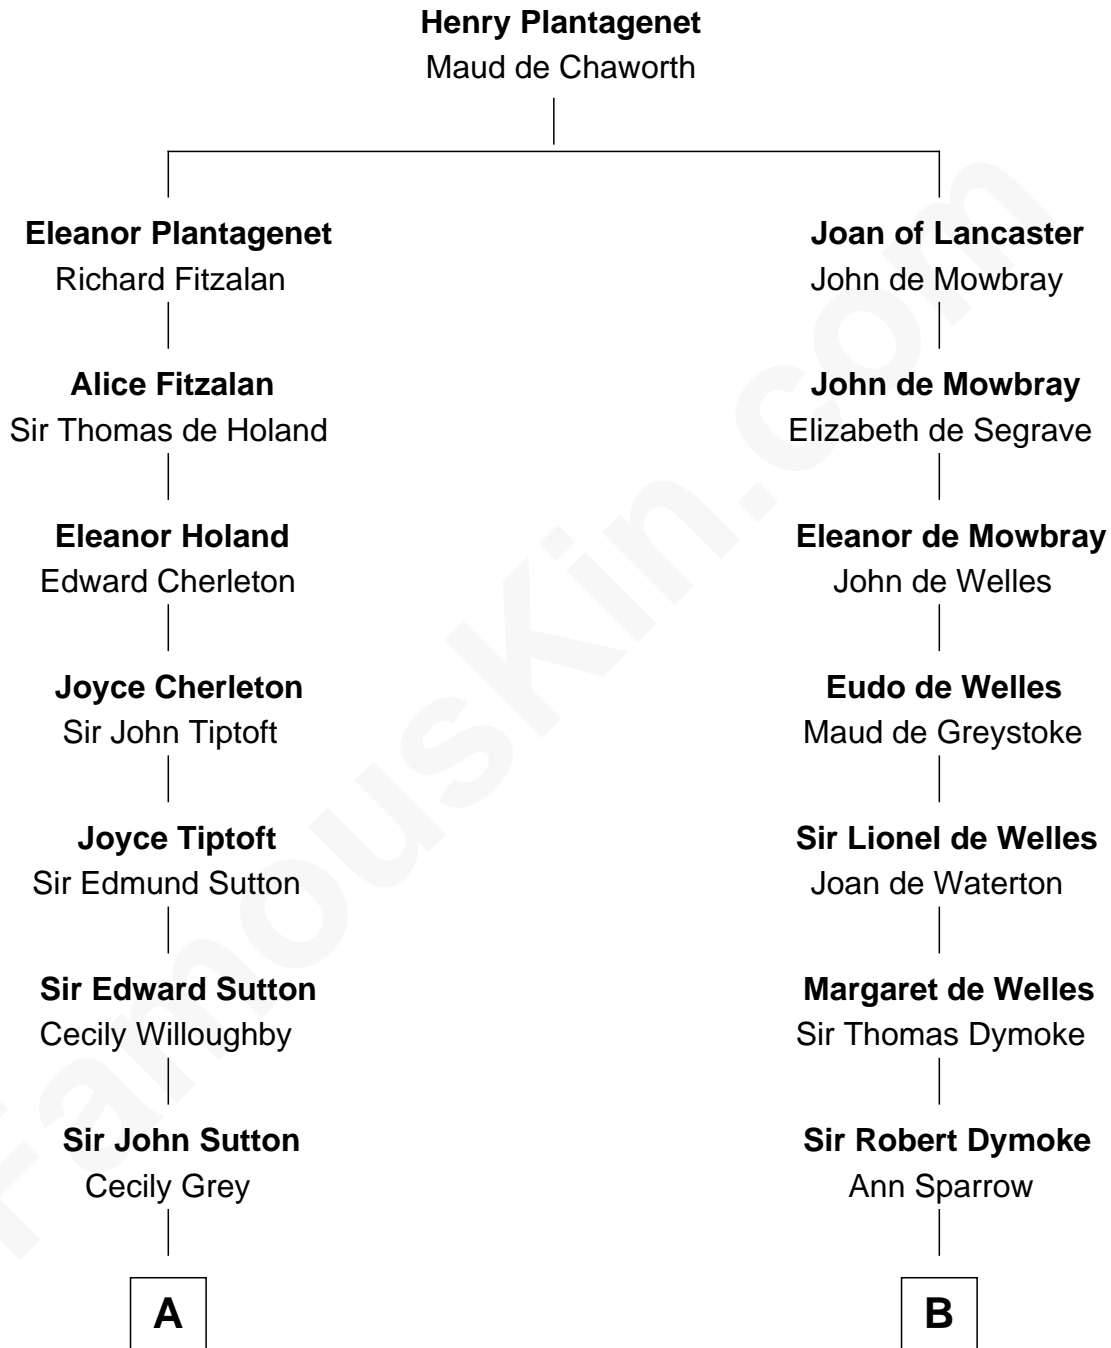 Henry Plantagenet
Maud de Chaworth
Eleanor Plantagenet
Richard Fitzalan
Joan of Lancaster
John de Mowbray
Alice Fitzalan
Sir Thomas de Holand
John de Mowbray
Elizabeth de Segrave
Eleanor Holand
Edward Cherleton
Eleanor de Mowbray
John de Welles
Joyce Cherleton
Sir John Tiptoft
Eudo de Welles
Maud de Greystoke
Joyce Tiptoft
Sir Edmund Sutton
Sir Lionel de Welles
Joan de Waterton
Sir Edward Sutton
Cecily Willoughby
Margaret de Welles
Sir Thomas Dymoke
Sir John Sutton
Cecily Grey
Sir Robert Dymoke
Ann Sparrow
A
B
FamousKin.com